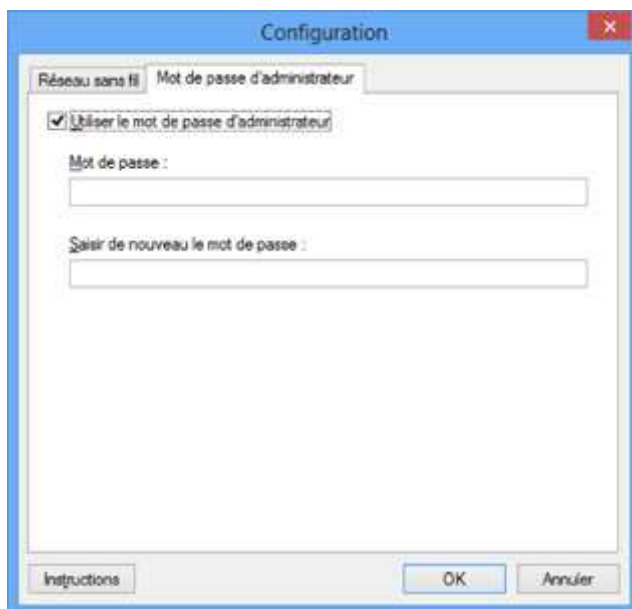 Configuration
Réseau sans fil Mot de passe d'administrateur
Utiliser le mot de passe d'administrateur
Mot de passe :
Saisir de nouveau le mot de passe :
Instructions OK Annuler